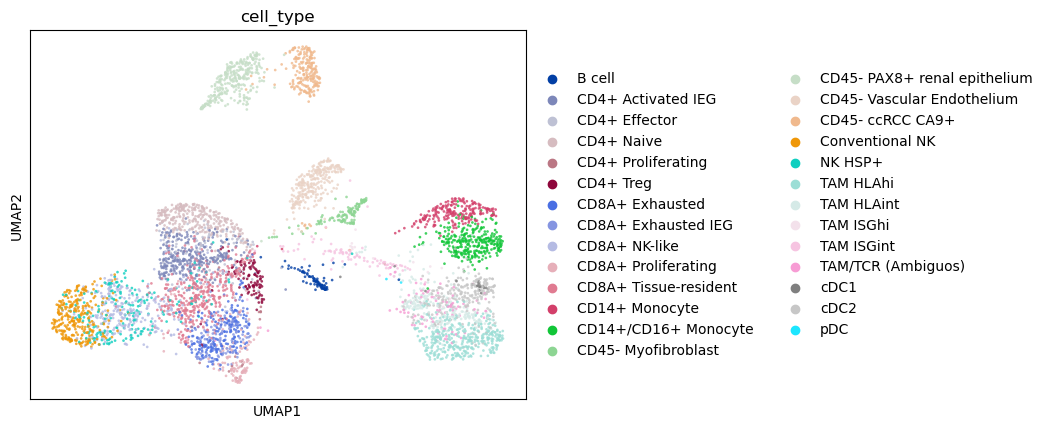 cell_type
UMAP2
UMAP1
B cell
CD4+ Activated IEG
CD4+ Effector
CD4+ Naive
CD4+ Proliferating
CD4+ Treg
CD8A+ Exhausted
CD8A+ Exhausted IEG
CD8A+ NK-like
CD8A+ Proliferating
CD8A+ Tissue-resident
CD14+ Monocyte
CD14+/CD16+ Monocyte
CD45- Myofibroblast
CD45- PAX8+ renal epithelium
CD45- Vascular Endothelium
CD45- ccRCC CA9+
Conventional NK
NK HSP+
TAM HLAhi
TAM HLAint
TAM ISGhi
TAM ISGint
TAM/TCR (Ambiguos)
cDC1
cDC2
pDC